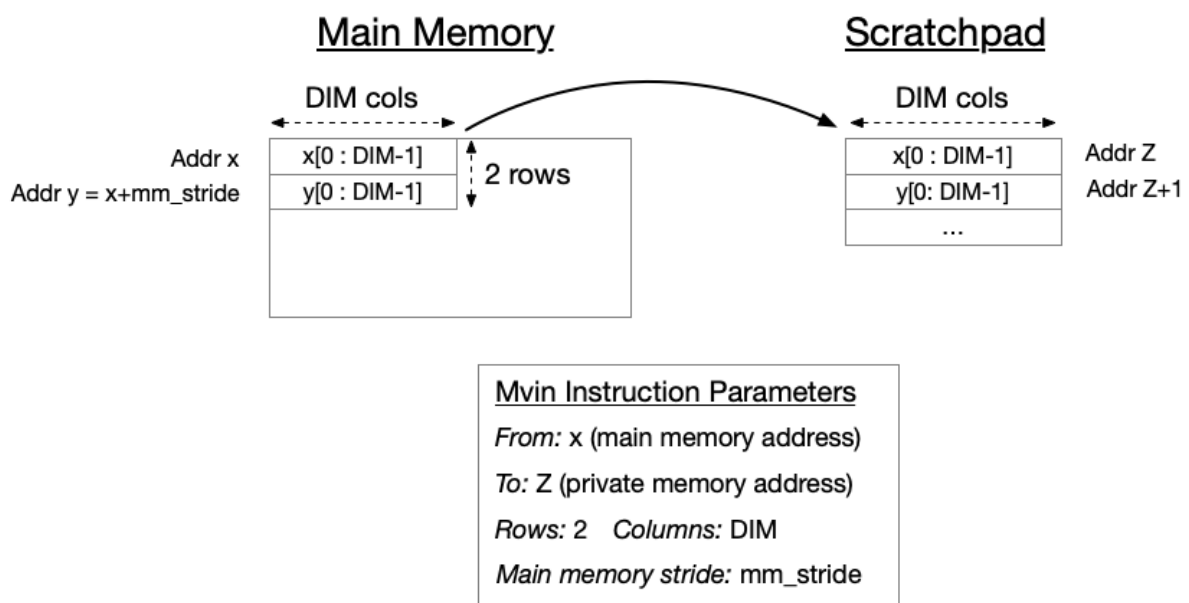 Main Memory
Scratchpad
DIM cols
DIM cols
Addr x
x[0 : DIM-1]
2 rows
x[0 : DIM-1]
Addr Z
Addr y = x+mm_stride
y[0 : DIM-1]
y[0: DIM-1]
Addr Z+1
...
Mvin Instruction Parameters
From: x (main memory address)
To: Z (private memory address)
Rows: 2 Columns: DIM
Main memory stride: mm_stride